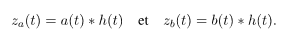 z_a(t) = a(t) * h(t) et z_b(t) = b(t) * h(t).